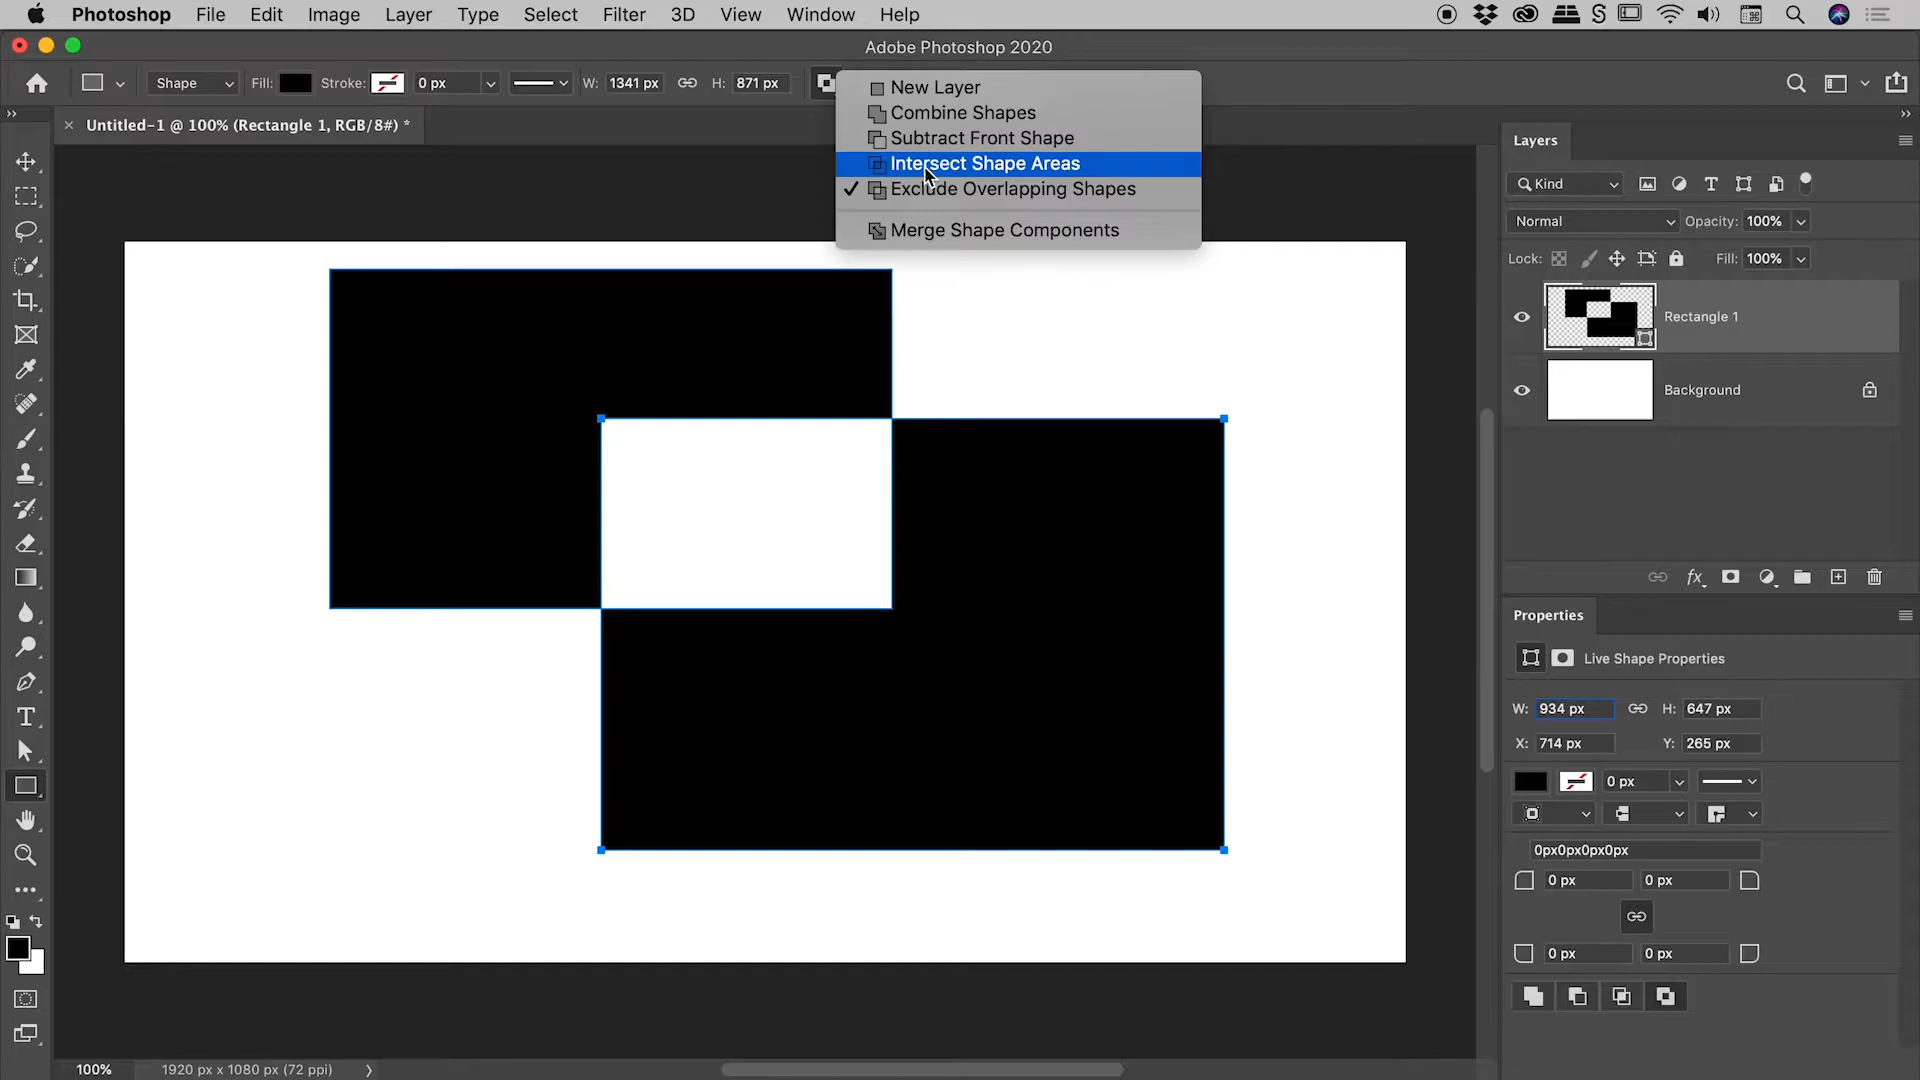 Photoshop File Edit Image Layer Type Select Filter 3D View Window Help
Adobe Photoshop 2020
Shape Fill: Stroke: 0 px W: 1341 px H: 871 px
New Layer
Combine Shapes
Subtract Front Shape
Intersect Shape Areas
Exclude Overlapping Shapes
Merge Shape Components
Untitled-1 @ 100% (Rectangle 1, RGB/8#) *
Layers
Kind
Normal Opacity: 100%
Lock: Fill: 100%
Rectangle 1
Background
fx
Properties
Live Shape Properties
W: 934 px H: 647 px
X: 714 px Y: 265 px
0 px
0px0px0px0px
0 px 0 px
0 px 0 px
100% 1920 px x 1080 px (72 ppi)